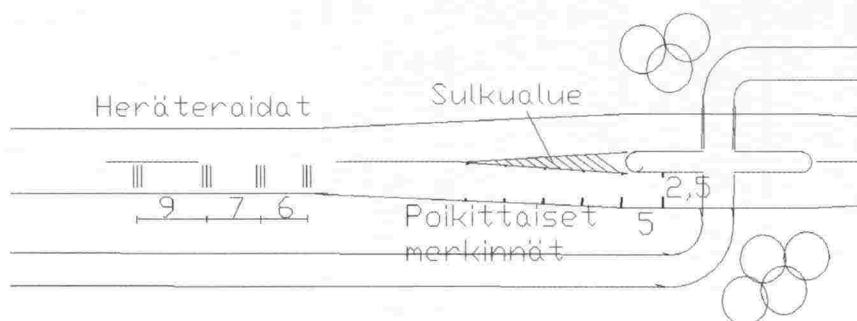 Heräteraidat
Sulkualue
2,5
9
7
6
Poikittaiset
5
merkinnät